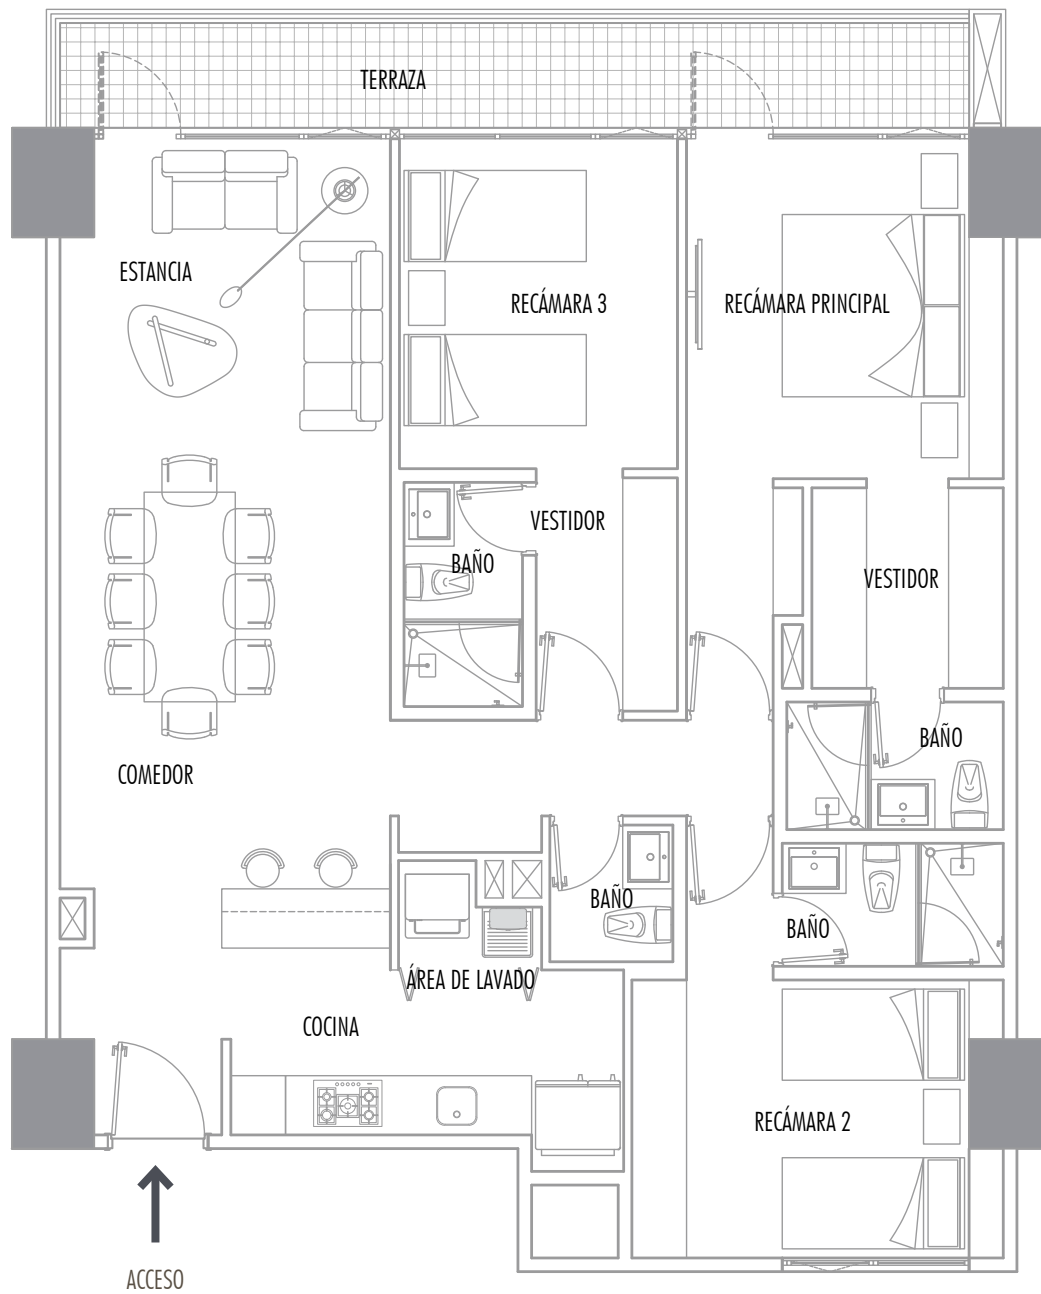 TERRAZA
ESTANCIA
RECÁMARA 3
RECÁMARA PRINCIPAL
VESTIDOR
BAÑO
VESTIDOR
BAÑO
COMEDOR
BAÑO
BAÑO
ÁREA DE LAVADO
COCINA
RECÁMARA 2
ACCESO